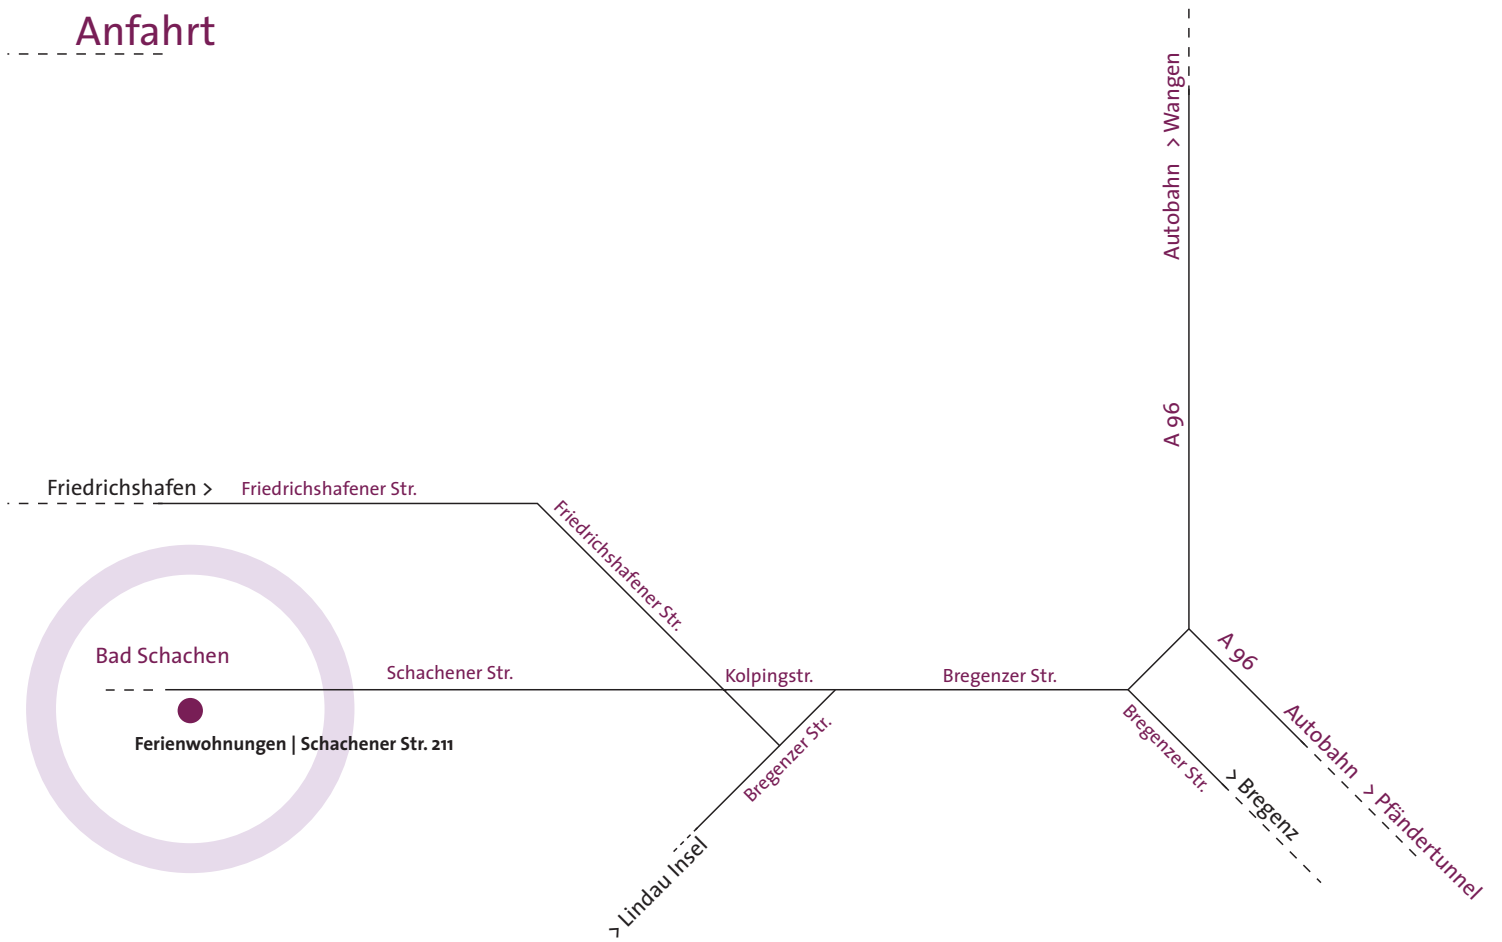 Anfahrt
Autobahn > Wangen
A 96
Friedrichshafen >
Friedrichshafener Str.
Friedrichshafener Str.
Bad Schachen
Schachener Str.
Kolpingstr.
Bregenzer Str.
A 96
Ferienwohnungen | Schachener Str. 211
Bregenzer Str.
Bregenzer Str.
Autobahn > Pfändertunnel
> Bregenz
> Lindau Insel